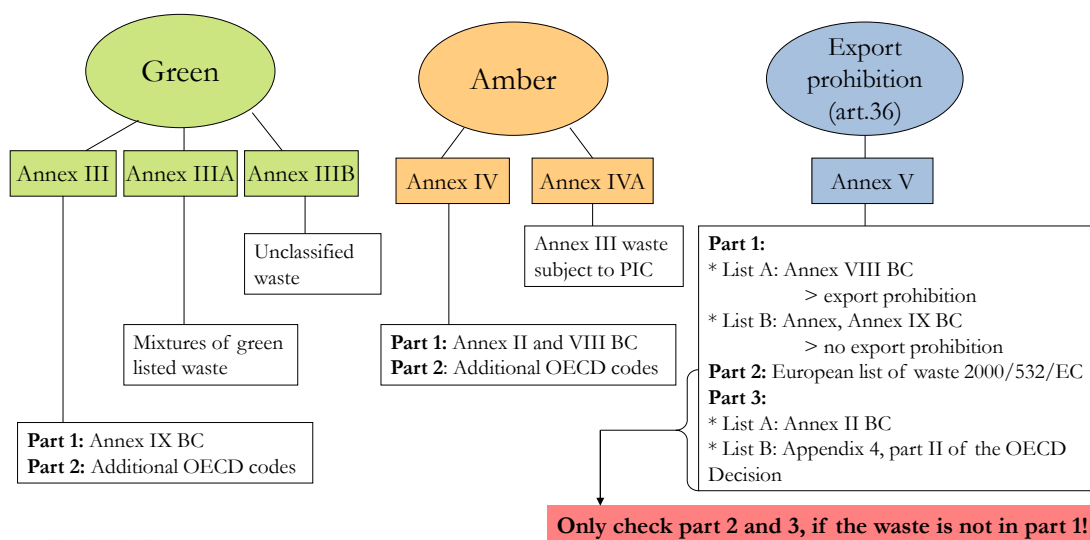 Green
Amber
Export
prohibition
(art.36)
Annex III
Annex IIIA
Annex IIIB
Annex IV
Annex IVA
Annex V
Unclassified
waste
Mixtures of green
listed waste
Part 1: Annex IX BC
Part 2: Additional OECD codes
Annex III waste
subject to PIC
Part 1: Annex II and VIII BC
Part 2: Additional OECD codes
Part 1:
* List A: Annex VIII BC
> export prohibition
* List B: Annex, Annex IX BC
> no export prohibition
Part 2: European list of waste 2000/532/EC
Part 3:
* List A: Annex II BC
* List B: Appendix 4, part II of the OECD
Decision
Only check part 2 and 3, if the waste is not in part 1!